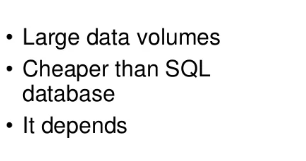 • Large data volumes
• Cheaper than SQL
database
• It depends